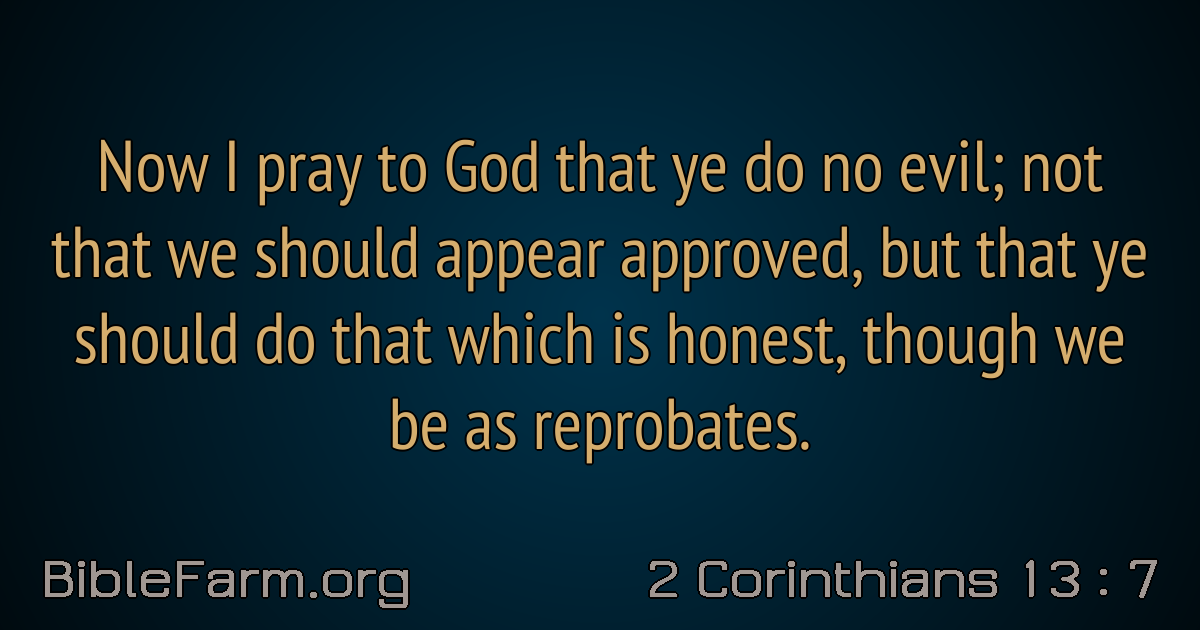 Now I pray to God that ye do no evil; not
that we should appear approved, but that ye
should do that which is honest, though we
be as reprobates.
BibleFarm.org
2 Corinthians 13 : 7